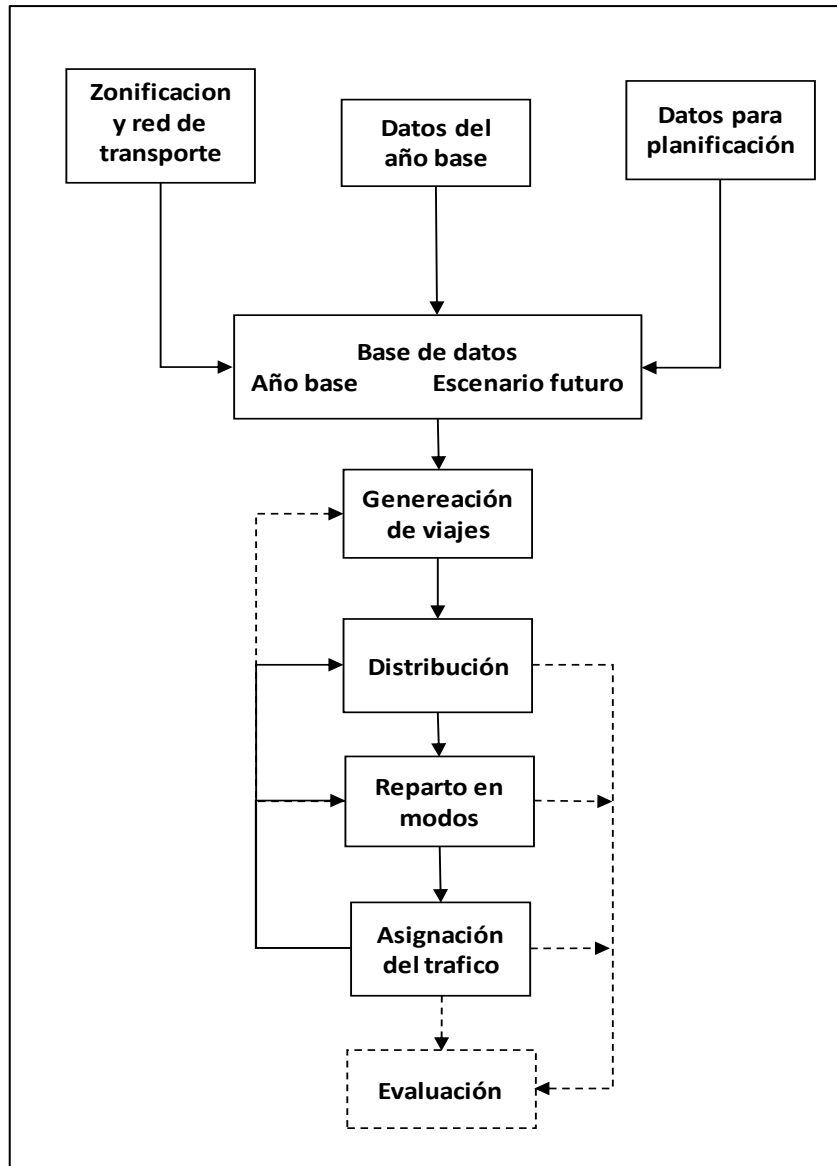 Zonificacion
y red de
transporte
Datos del
año base
Datos para
planificación
Base de datos
Año base Escenario futuro
Genereación
de viajes
Distribución
Reparto en
modos
Asignación
del trafico
Evaluación